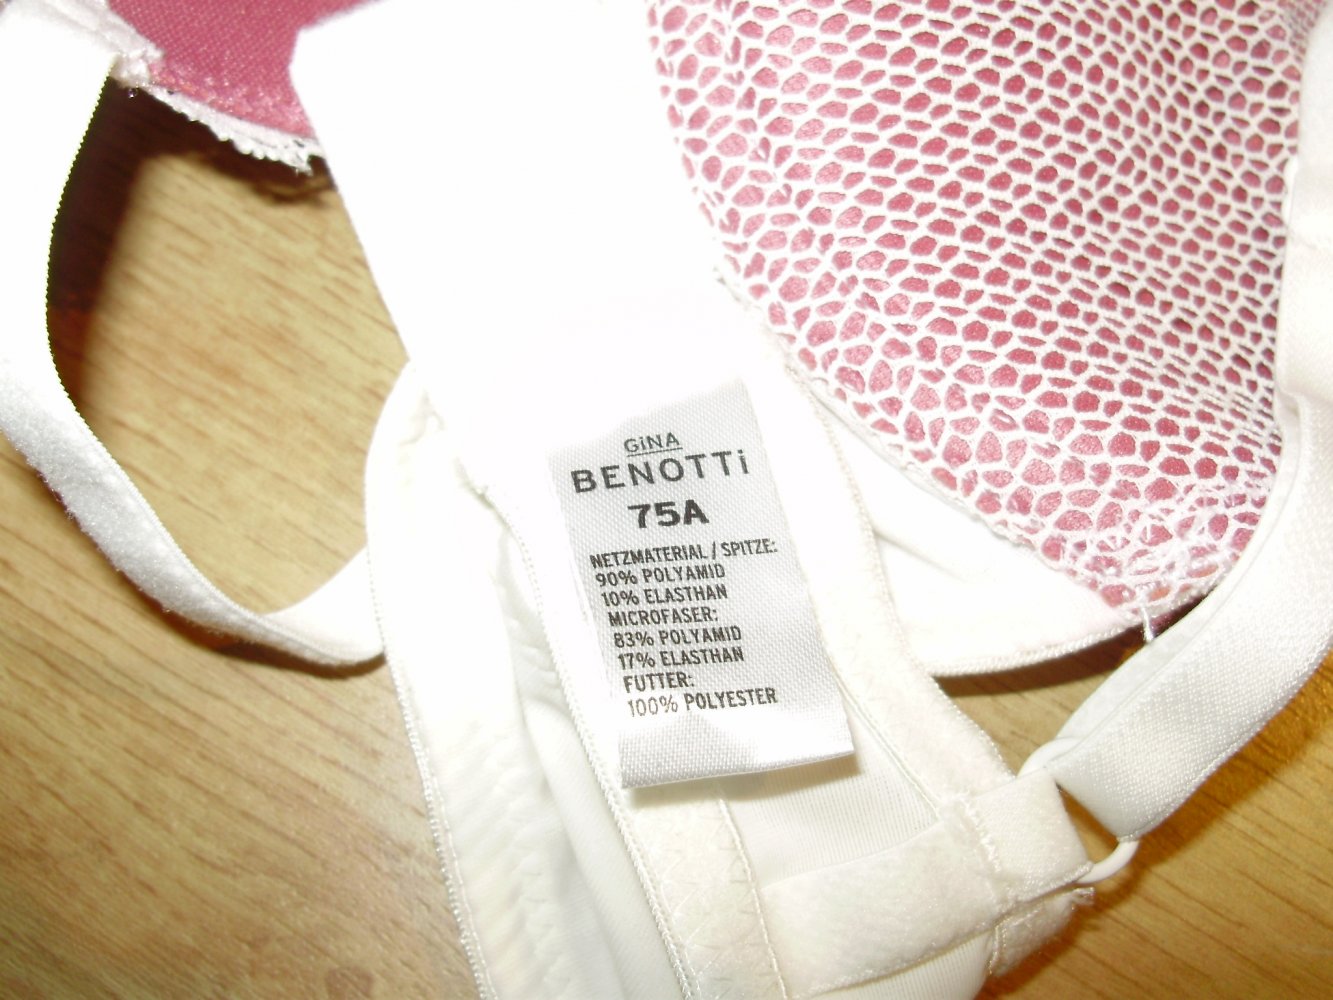 GiNA
BENOTTi
75A
NETZMATERIAL / SPITZE:
90% POLYAMID
10% ELASTHAN
MICROFASER:
83% POLYAMID
17% ELASTHAN
FUTTER:
100% POLYESTER